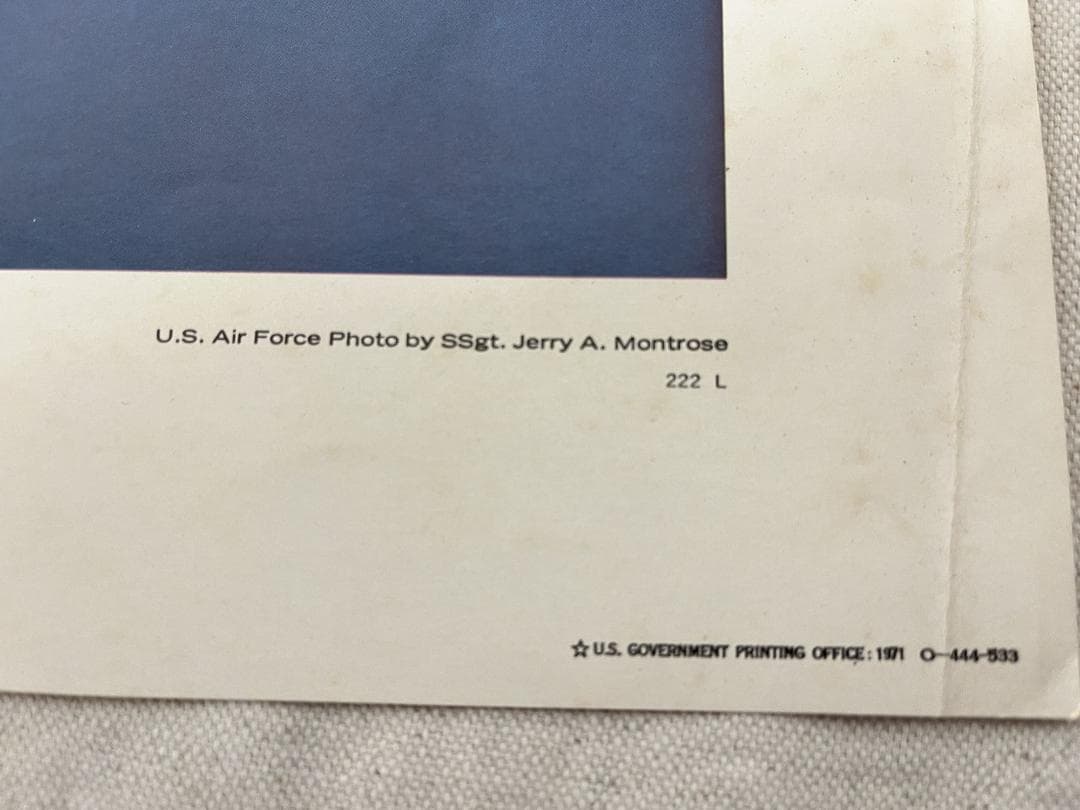 U.S. Air Force Photo by SSgt. Jerry A. Montrose
222 L
☆ U.S. GOVERNMENT PRINTING OFFICE: 1971 O—444-533